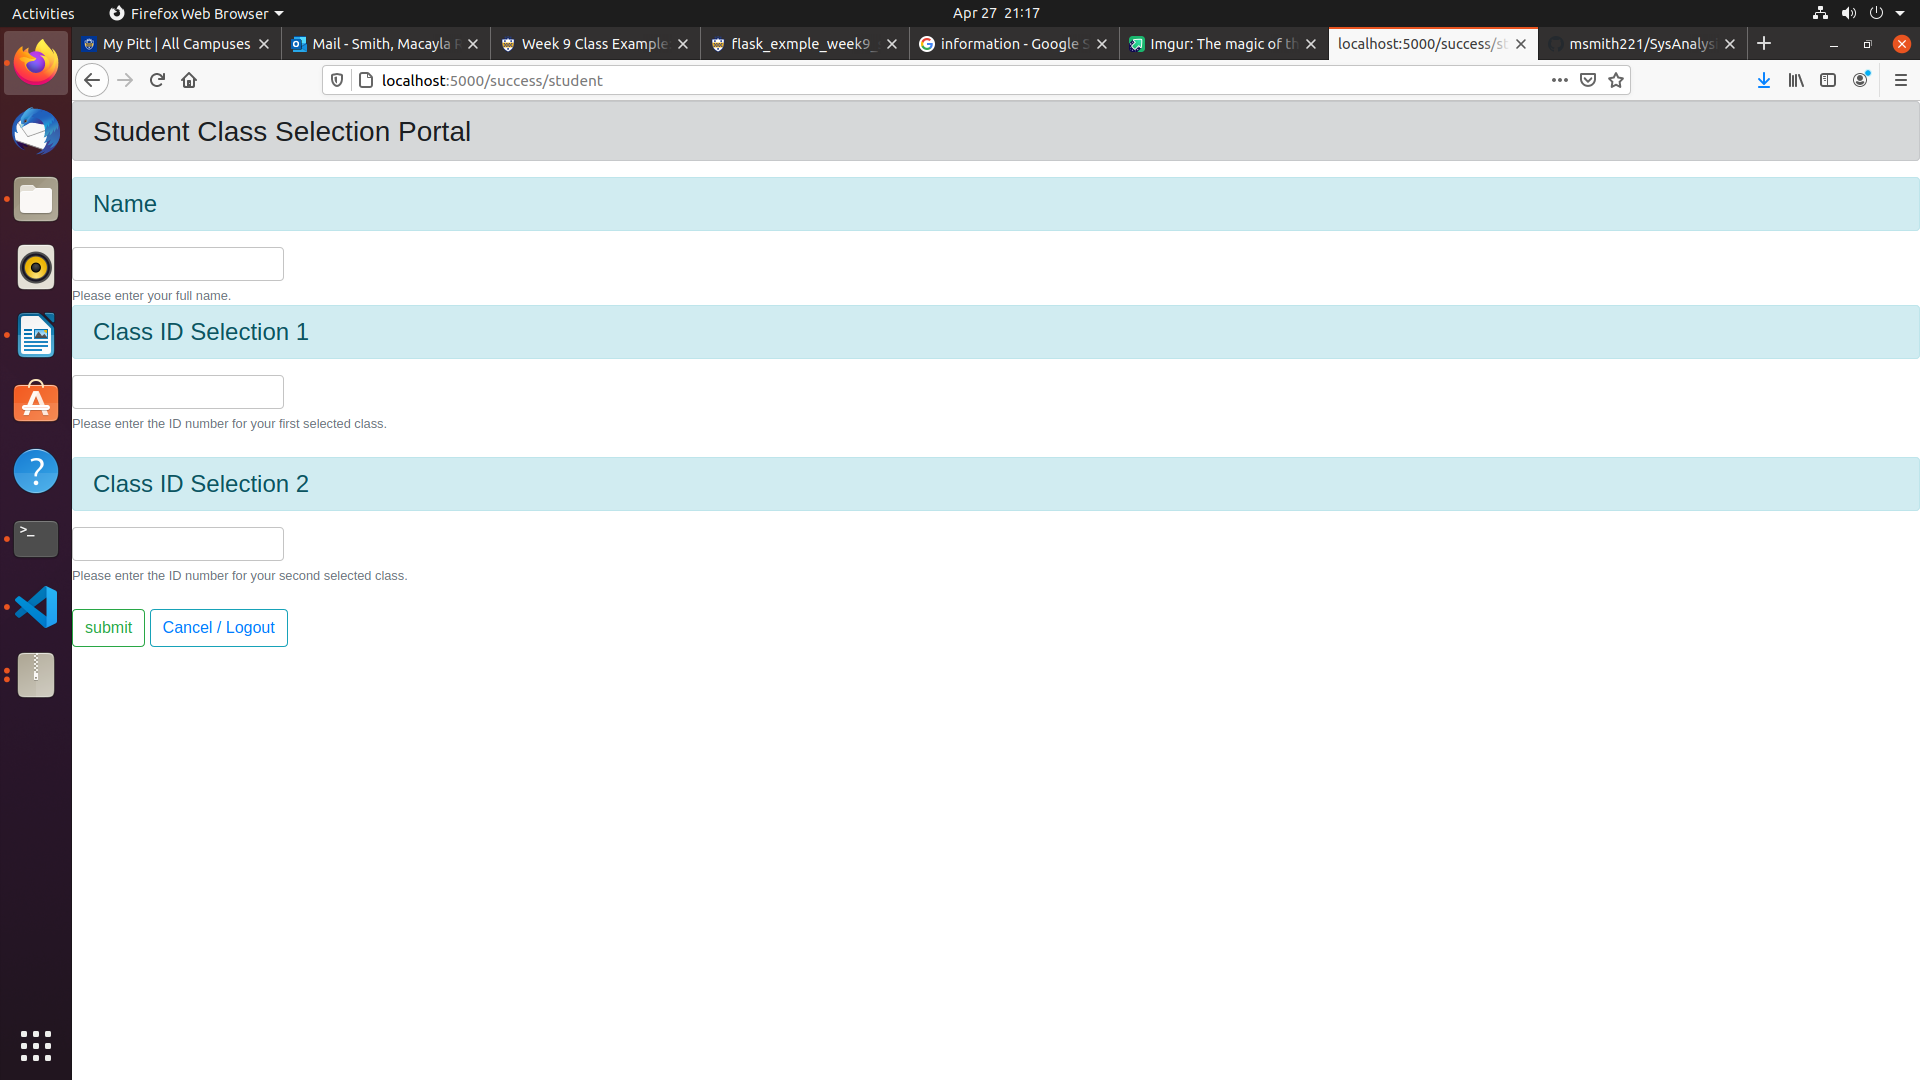 Activities
Firefox Web Browser
Apr 27 21:17
My Pitt | All Campuses
Mail - Smith, Macayla
Week 9 Class Example
flask_exmple_week9_
information - Google S
Imgur: The magic of th
localhost:5000/success/st
msmith221/SysAnalysi
localhost:5000/success/student
Student Class Selection Portal
Name
Please enter your full name.
Class ID Selection 1
Please enter the ID number for your first selected class.
Class ID Selection 2
Please enter the ID number for your second selected class.
submit
Cancel / Logout